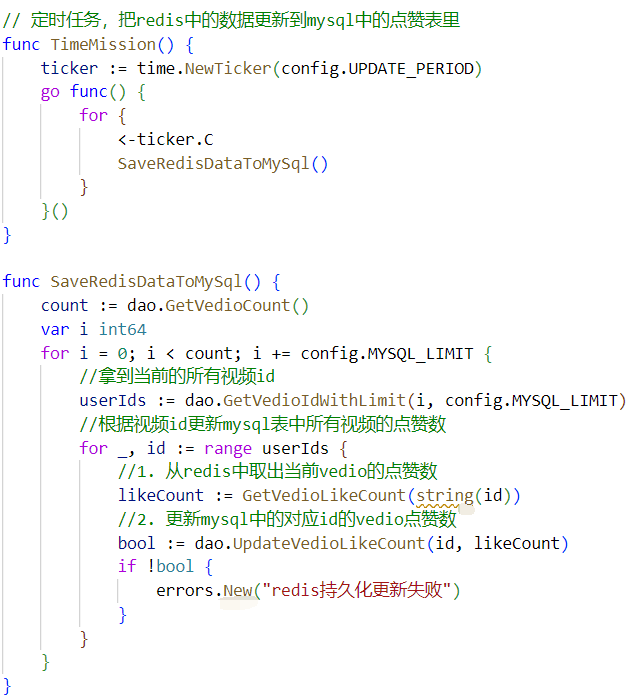 // 定时任务，把redis中的数据更新到mysql中的点赞表里
func TimeMission() {
    ticker := time.NewTicker(config.UPDATE_PERIOD)
    go func() {
        for {
            <-ticker.C
            SaveRedisDataToMySql()
        }
    }()
}

func SaveRedisDataToMySql() {
    count := dao.GetVedioCount()
    var i int64
    for i = 0; i < count; i += config.MYSQL_LIMIT {
        //拿到当前的所有视频id
        userIds := dao.GetVedioIdWithLimit(i, config.MYSQL_LIMIT)
        //根据视频id更新mysql表中所有视频的点赞数
        for _, id := range userIds {
            //1. 从redis中取出当前vedio的点赞数
            likeCount := GetVedioLikeCount(string(id))
            //2. 更新mysql中的对应id的vedio点赞数
            bool := dao.UpdateVedioLikeCount(id, likeCount)
            if !bool {
                errors.New("redis持久化更新失败")
            }
        }
    }
}